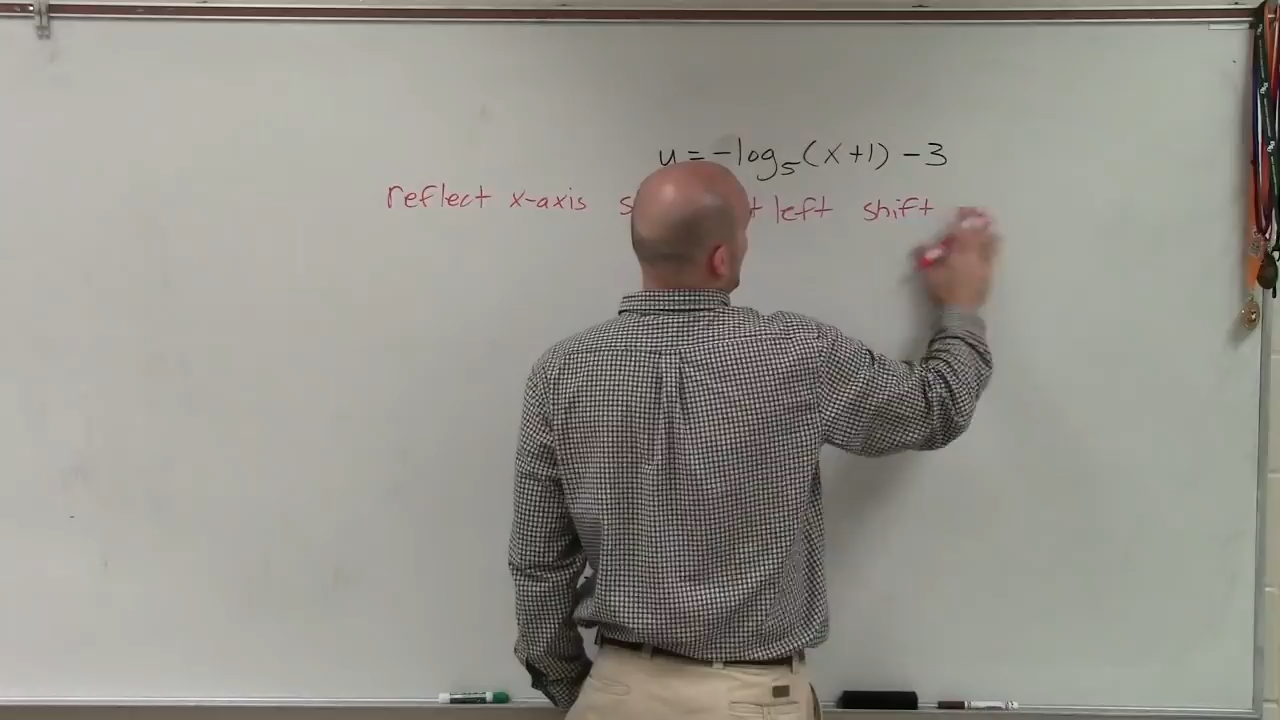 y = -log₅(x+1) -3
reflect x-axis left shift